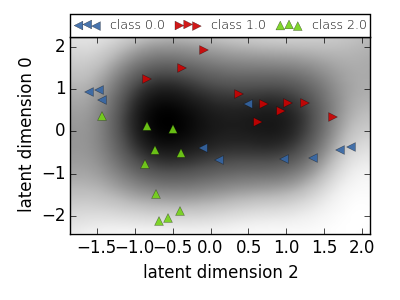 class 0.0 class 1.0 class 2.0
2
1
0
−1
−2
latent dimension 0
−1.5 −1.0 −0.5 0.0 0.5 1.0 1.5 2.0
latent dimension 2